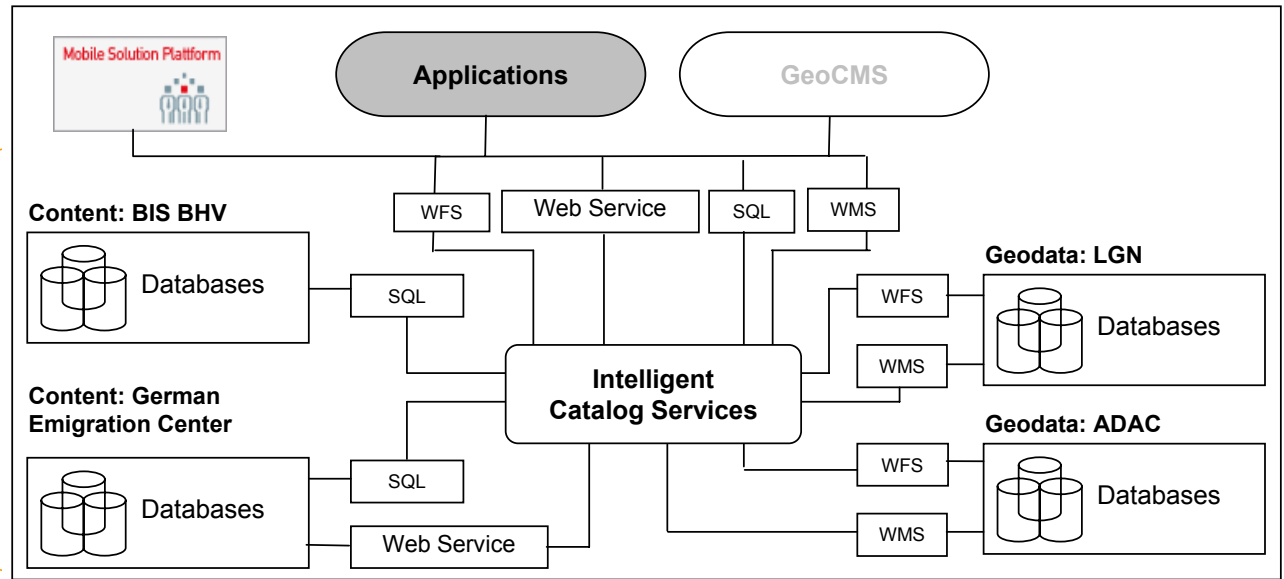 Mobile Solution Plattform
Applications
GeoCMS
WFS
Web Service
SQL
WMS
Content: BIS BHV
Databases
SQL
Geodata: LGN
WFS
Databases
WMS
Intelligent
Catalog Services
Content: German
Emigration Center
Databases
SQL
Web Service
Geodata: ADAC
WFS
Databases
WMS